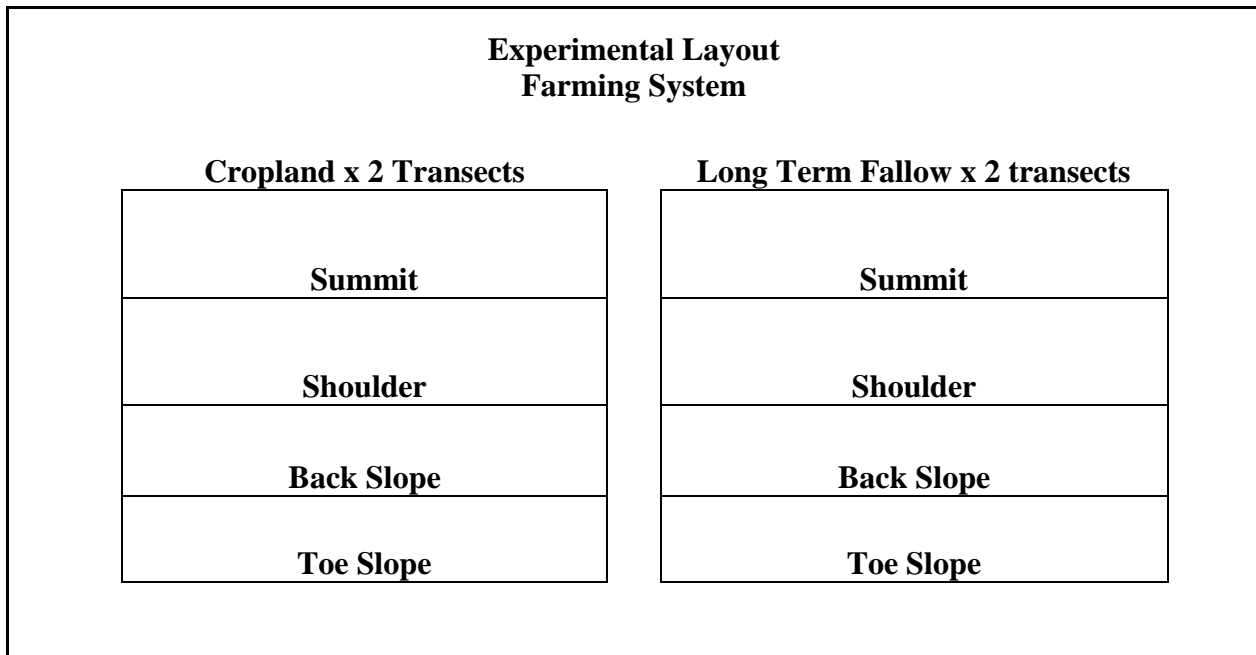 Experimental Layout
Farming System
Cropland x 2 Transects
Summit
Shoulder
Back Slope
Toe Slope
Long Term Fallow x 2 transects
Summit
Shoulder
Back Slope
Toe Slope